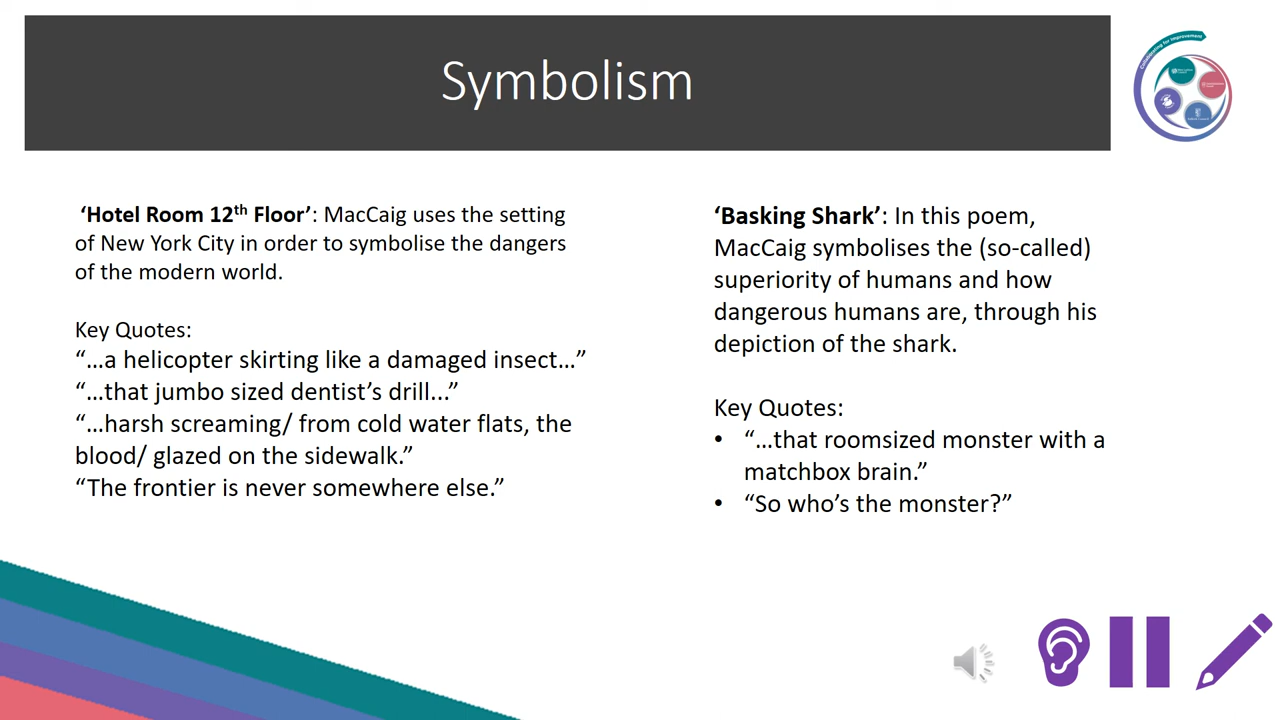 Symbolism
Collaborating for Improvement
‘Hotel Room 12th Floor’: MacCaig uses the setting
of New York City in order to symbolise the dangers
of the modern world.
Key Quotes:
“…a helicopter skirting like a damaged insect…”
“…that jumbo sized dentist’s drill...”
“…harsh screaming/ from cold water flats, the
blood/ glazed on the sidewalk.”
“The frontier is never somewhere else.”
‘Basking Shark’: In this poem,
MacCaig symbolises the (so-called)
superiority of humans and how
dangerous humans are, through his
depiction of the shark.
Key Quotes:
• “…that roomsized monster with a
matchbox brain.”
• “So who’s the monster?”